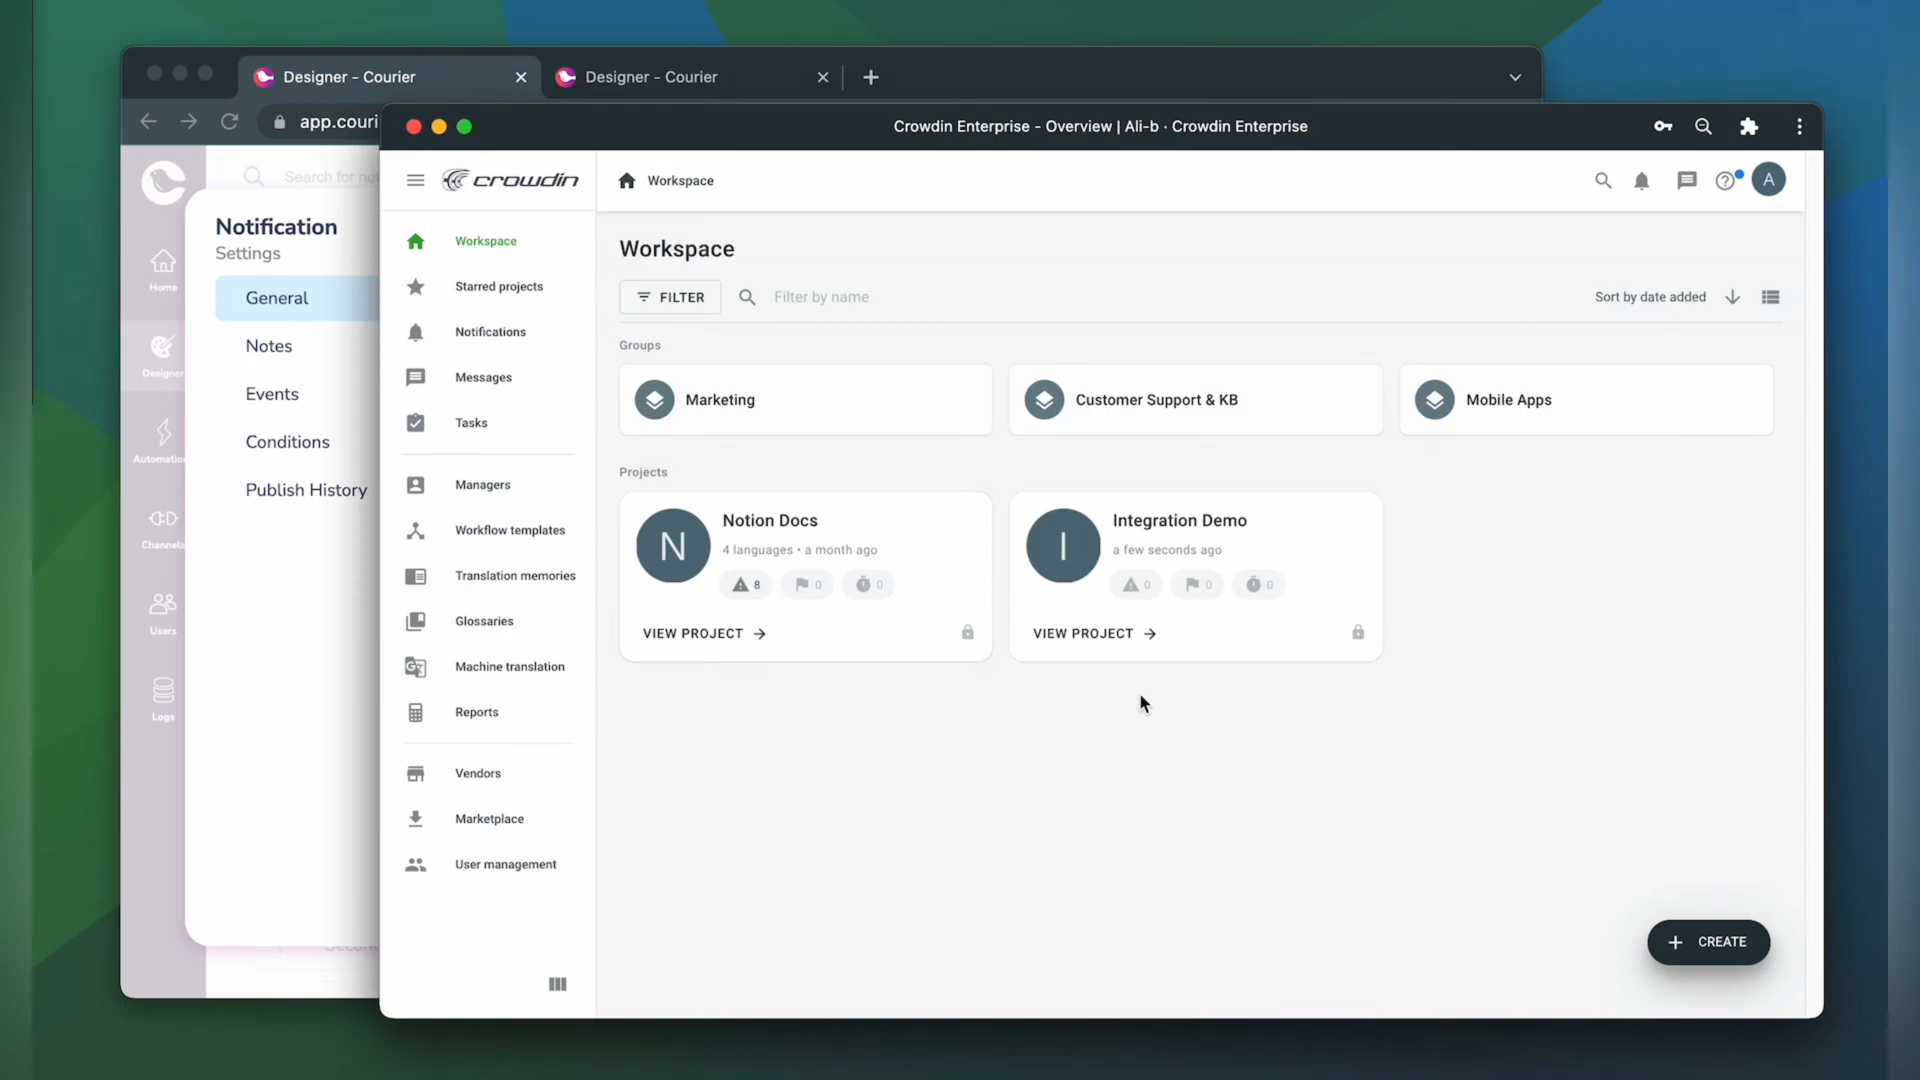 Designer - Courier
Designer - Courier
app.couri
Crowdin Enterprise - Overview | Ali-b · Crowdin Enterprise
Search for no
Notification
Settings
General
Notes
Events
Conditions
Publish History
Home
Designer
Automatio
Channels
Users
Logs
crowdin
Workspace
A
Workspace
Starred projects
Notifications
Messages
Tasks
Managers
Workflow templates
Translation memories
Glossaries
Machine translation
Reports
Vendors
Marketplace
User management
Workspace
FILTER
Filter by name
Sort by date added
Groups
Marketing
Customer Support & KB
Mobile Apps
Projects
N
Notion Docs
4 languages • a month ago
8
0
0
VIEW PROJECT
I
Integration Demo
a few seconds ago
0
0
0
VIEW PROJECT
CREATE